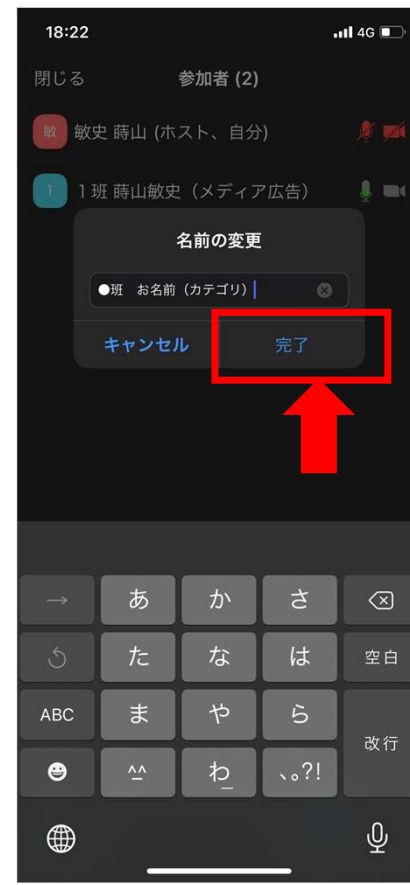 18:22 4G
閉じる 参加者 (2)
敏 敏史 蒔山 (ホスト、自分)
1 1 班 蒔山敏史（メディア広告）
名前の変更
●班 お名前（カテゴリ）
キャンセル 完了
→ あ か さ
た な は 空白
ABC ま や ら
改行
^^ わ_ 、。?!